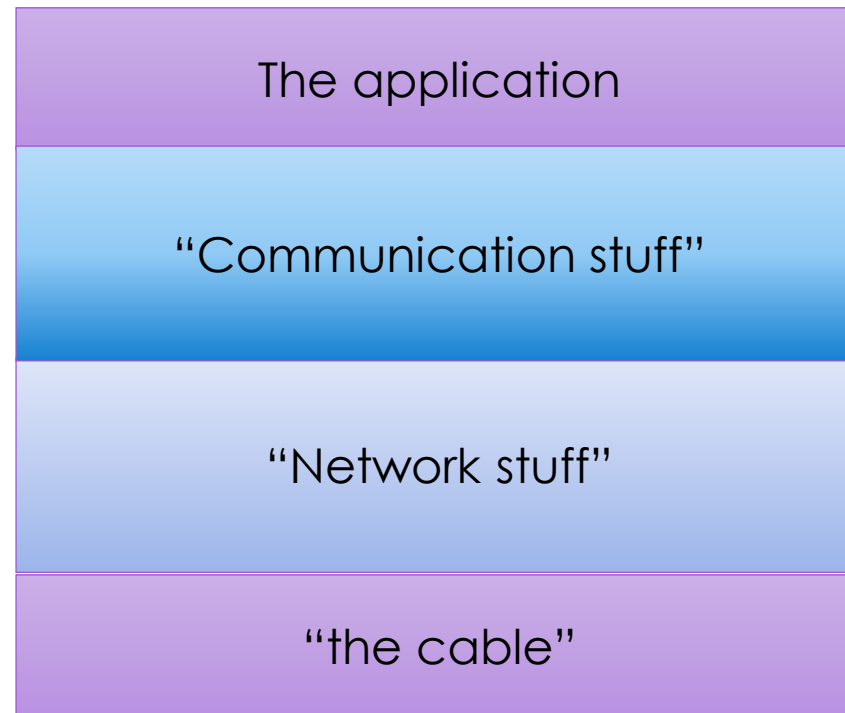 The application
“Communication stuff”
“Network stuff”
“the cable”